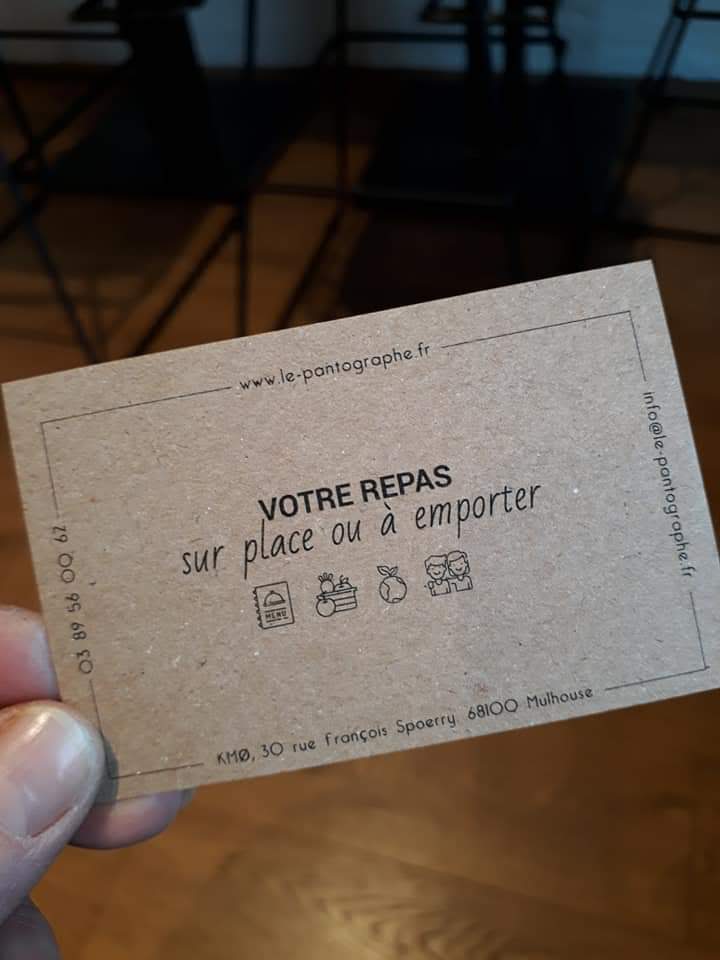 www.le-pantographe.fr
VOTRE REPAS
sur place ou à emporter
MENU
info@le-pantographe.fr
03 89 56 00 62
KMØ, 30 rue François Spoerry 68100 Mulhouse